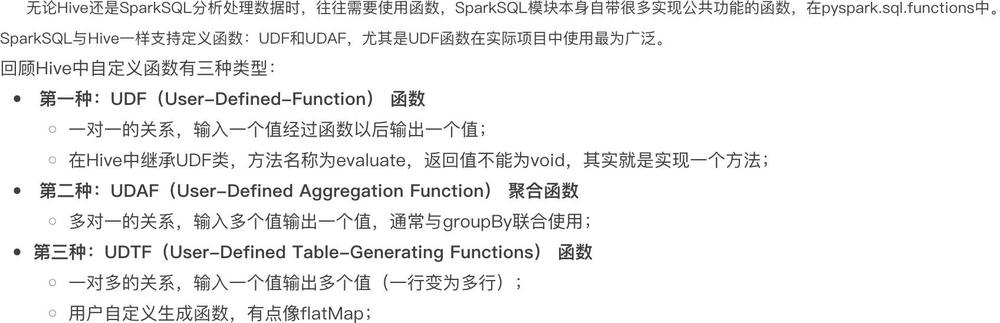 无论Hive还是SparkSQL分析处理数据时，往往需要使用函数，SparkSQL模块本身自带很多实现公共功能的函数，在pyspark.sql.functions中。
SparkSQL与Hive一样支持定义函数：UDF和UDAF，尤其是UDF函数在实际项目中使用最为广泛。
回顾Hive中自定义函数有三种类型：
• 第一种：UDF（User-Defined-Function） 函数
○ 一对一的关系，输入一个值经过函数以后输出一个值；
○ 在Hive中继承UDF类，方法名称为evaluate，返回值不能为void，其实就是实现一个方法；
• 第二种：UDAF（User-Defined Aggregation Function） 聚合函数
○ 多对一的关系，输入多个值输出一个值，通常与groupBy联合使用；
• 第三种：UDTF（User-Defined Table-Generating Functions） 函数
○ 一对多的关系，输入一个值输出多个值（一行变为多行）；
○ 用户自定义生成函数，有点像flatMap；